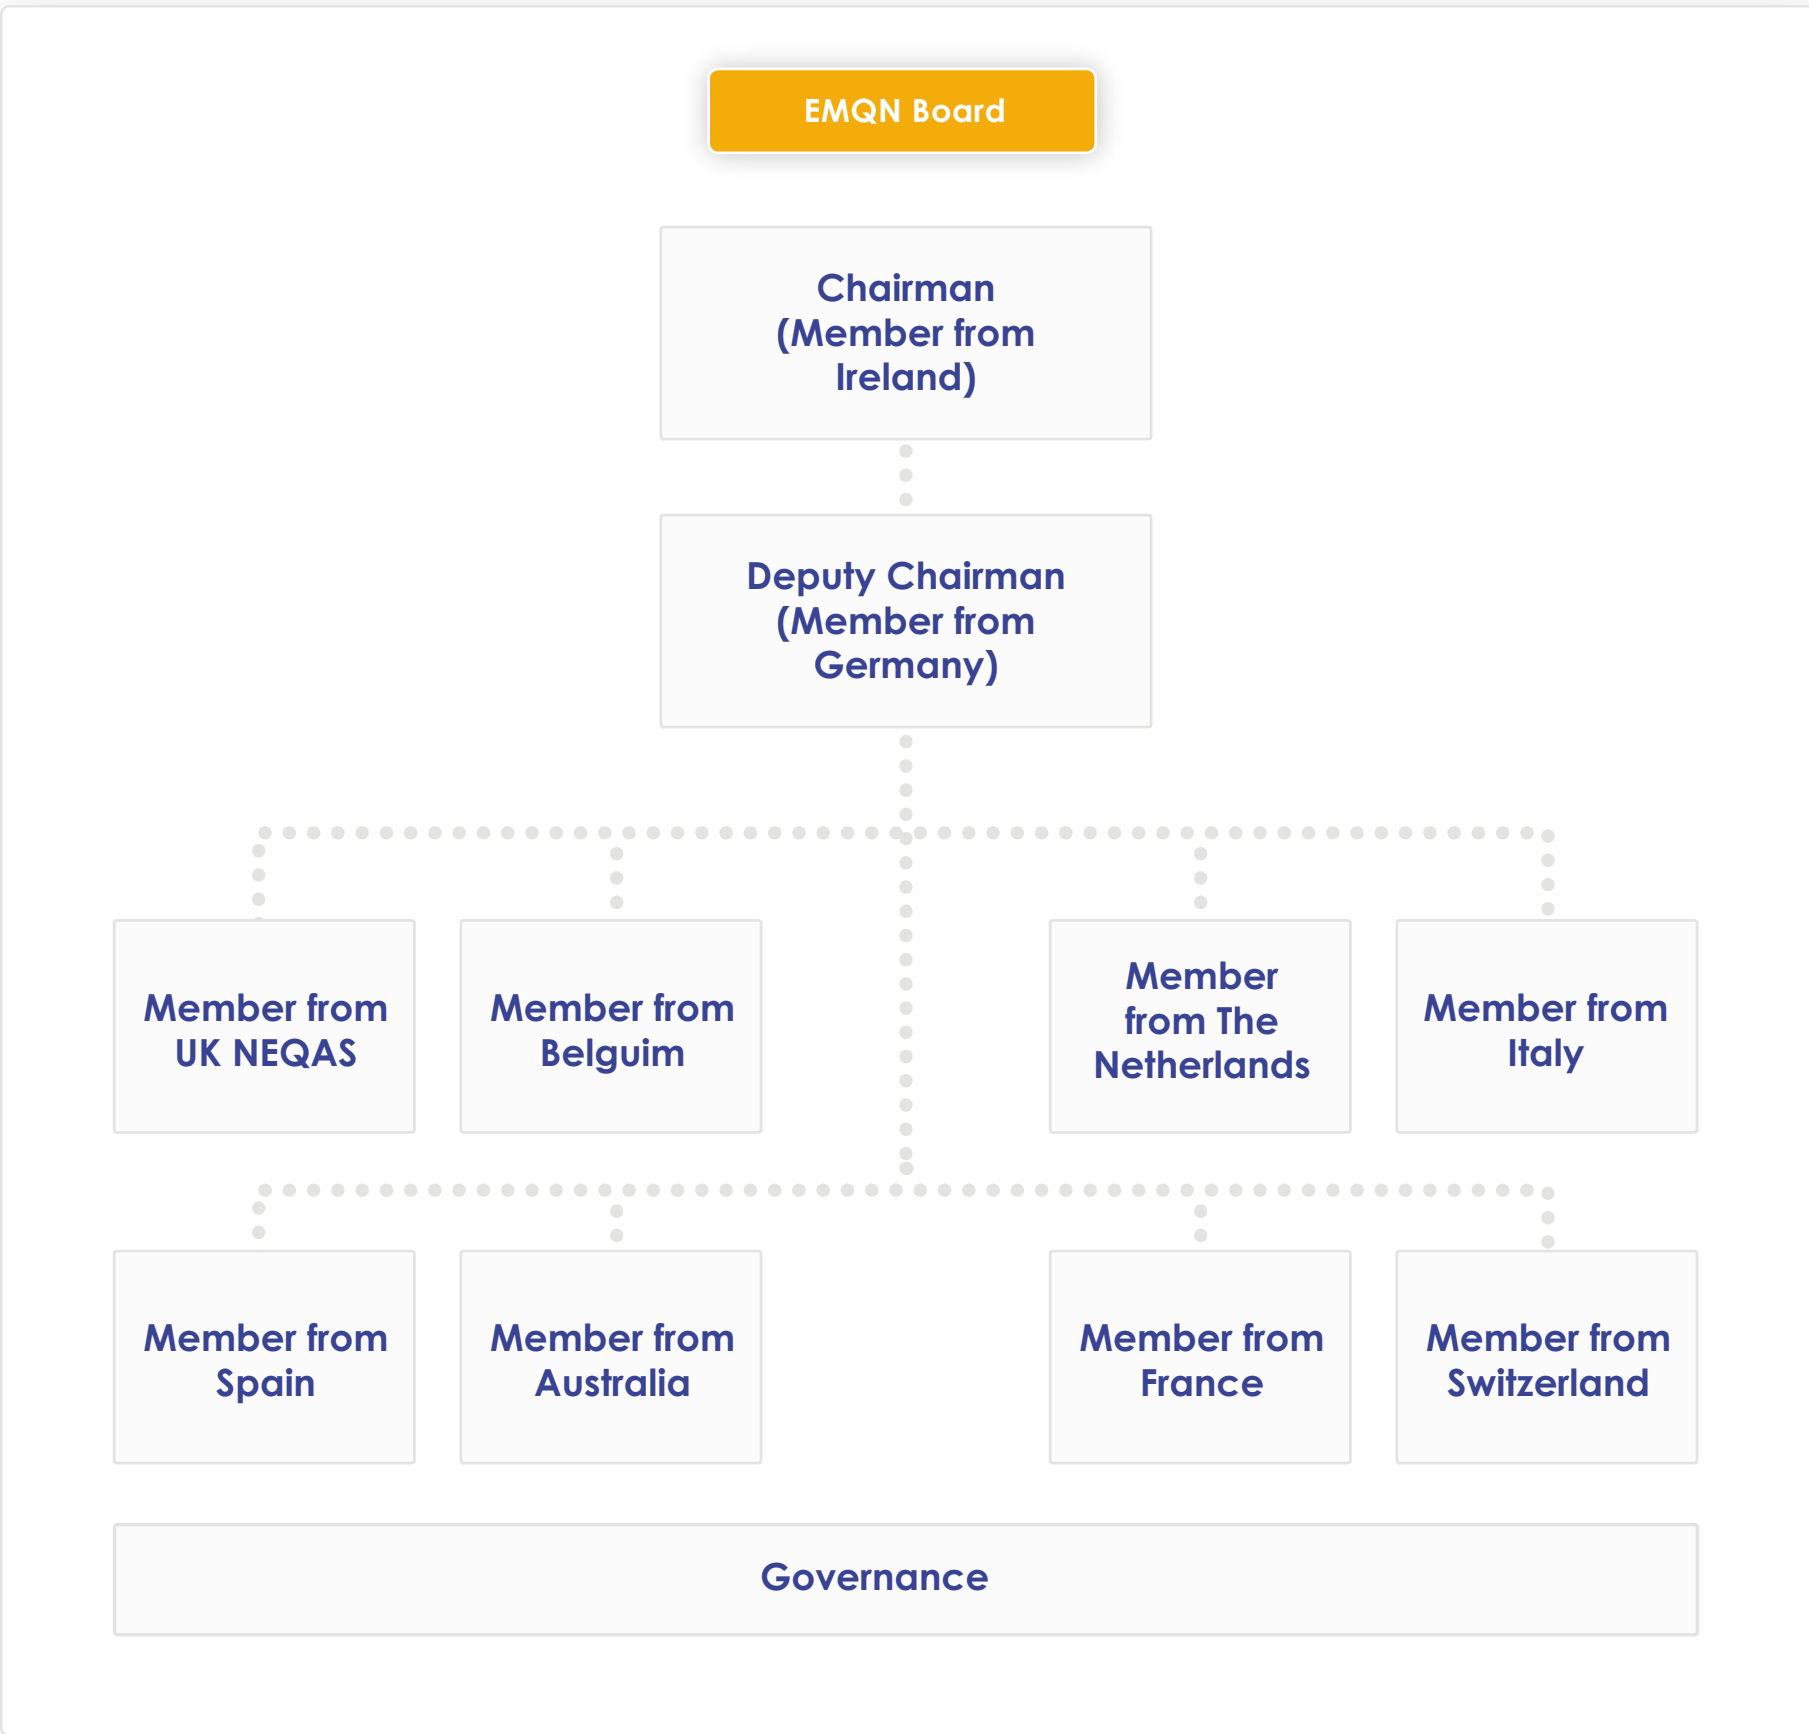 EMQN Board
Chairman
(Member from
Ireland)
Deputy Chairman
(Member from
Germany)
Member from
UK NEQAS
Member from
Belguim
Member
from The
Netherlands
Member from
Italy
Member from
Spain
Member from
Australia
Member from
France
Member from
Switzerland
Governance